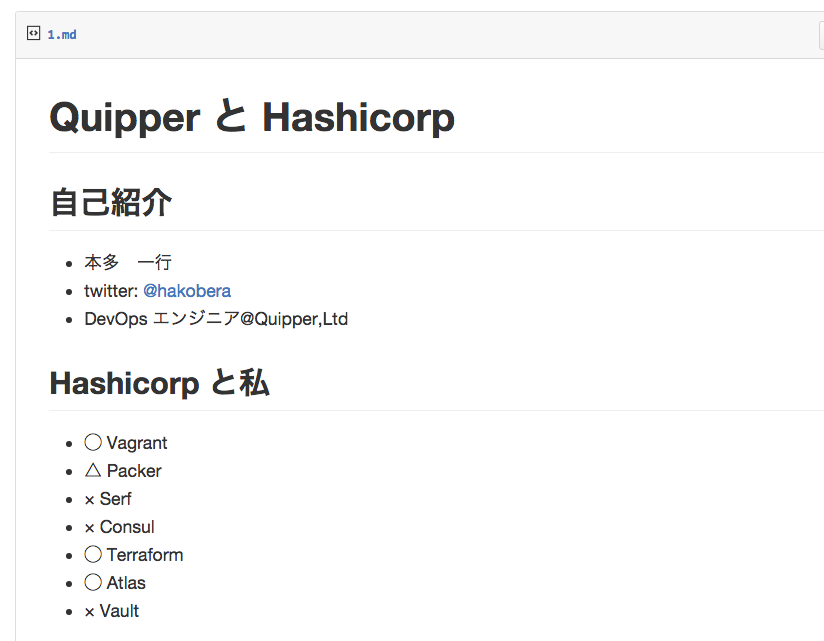 1.md
Quipper と Hashicorp
自己紹介
本多　一行
twitter: @hakobera
DevOps エンジニア@Quipper,Ltd
Hashicorp と私
◯ Vagrant
△ Packer
× Serf
× Consul
◯ Terraform
◯ Atlas
× Vault